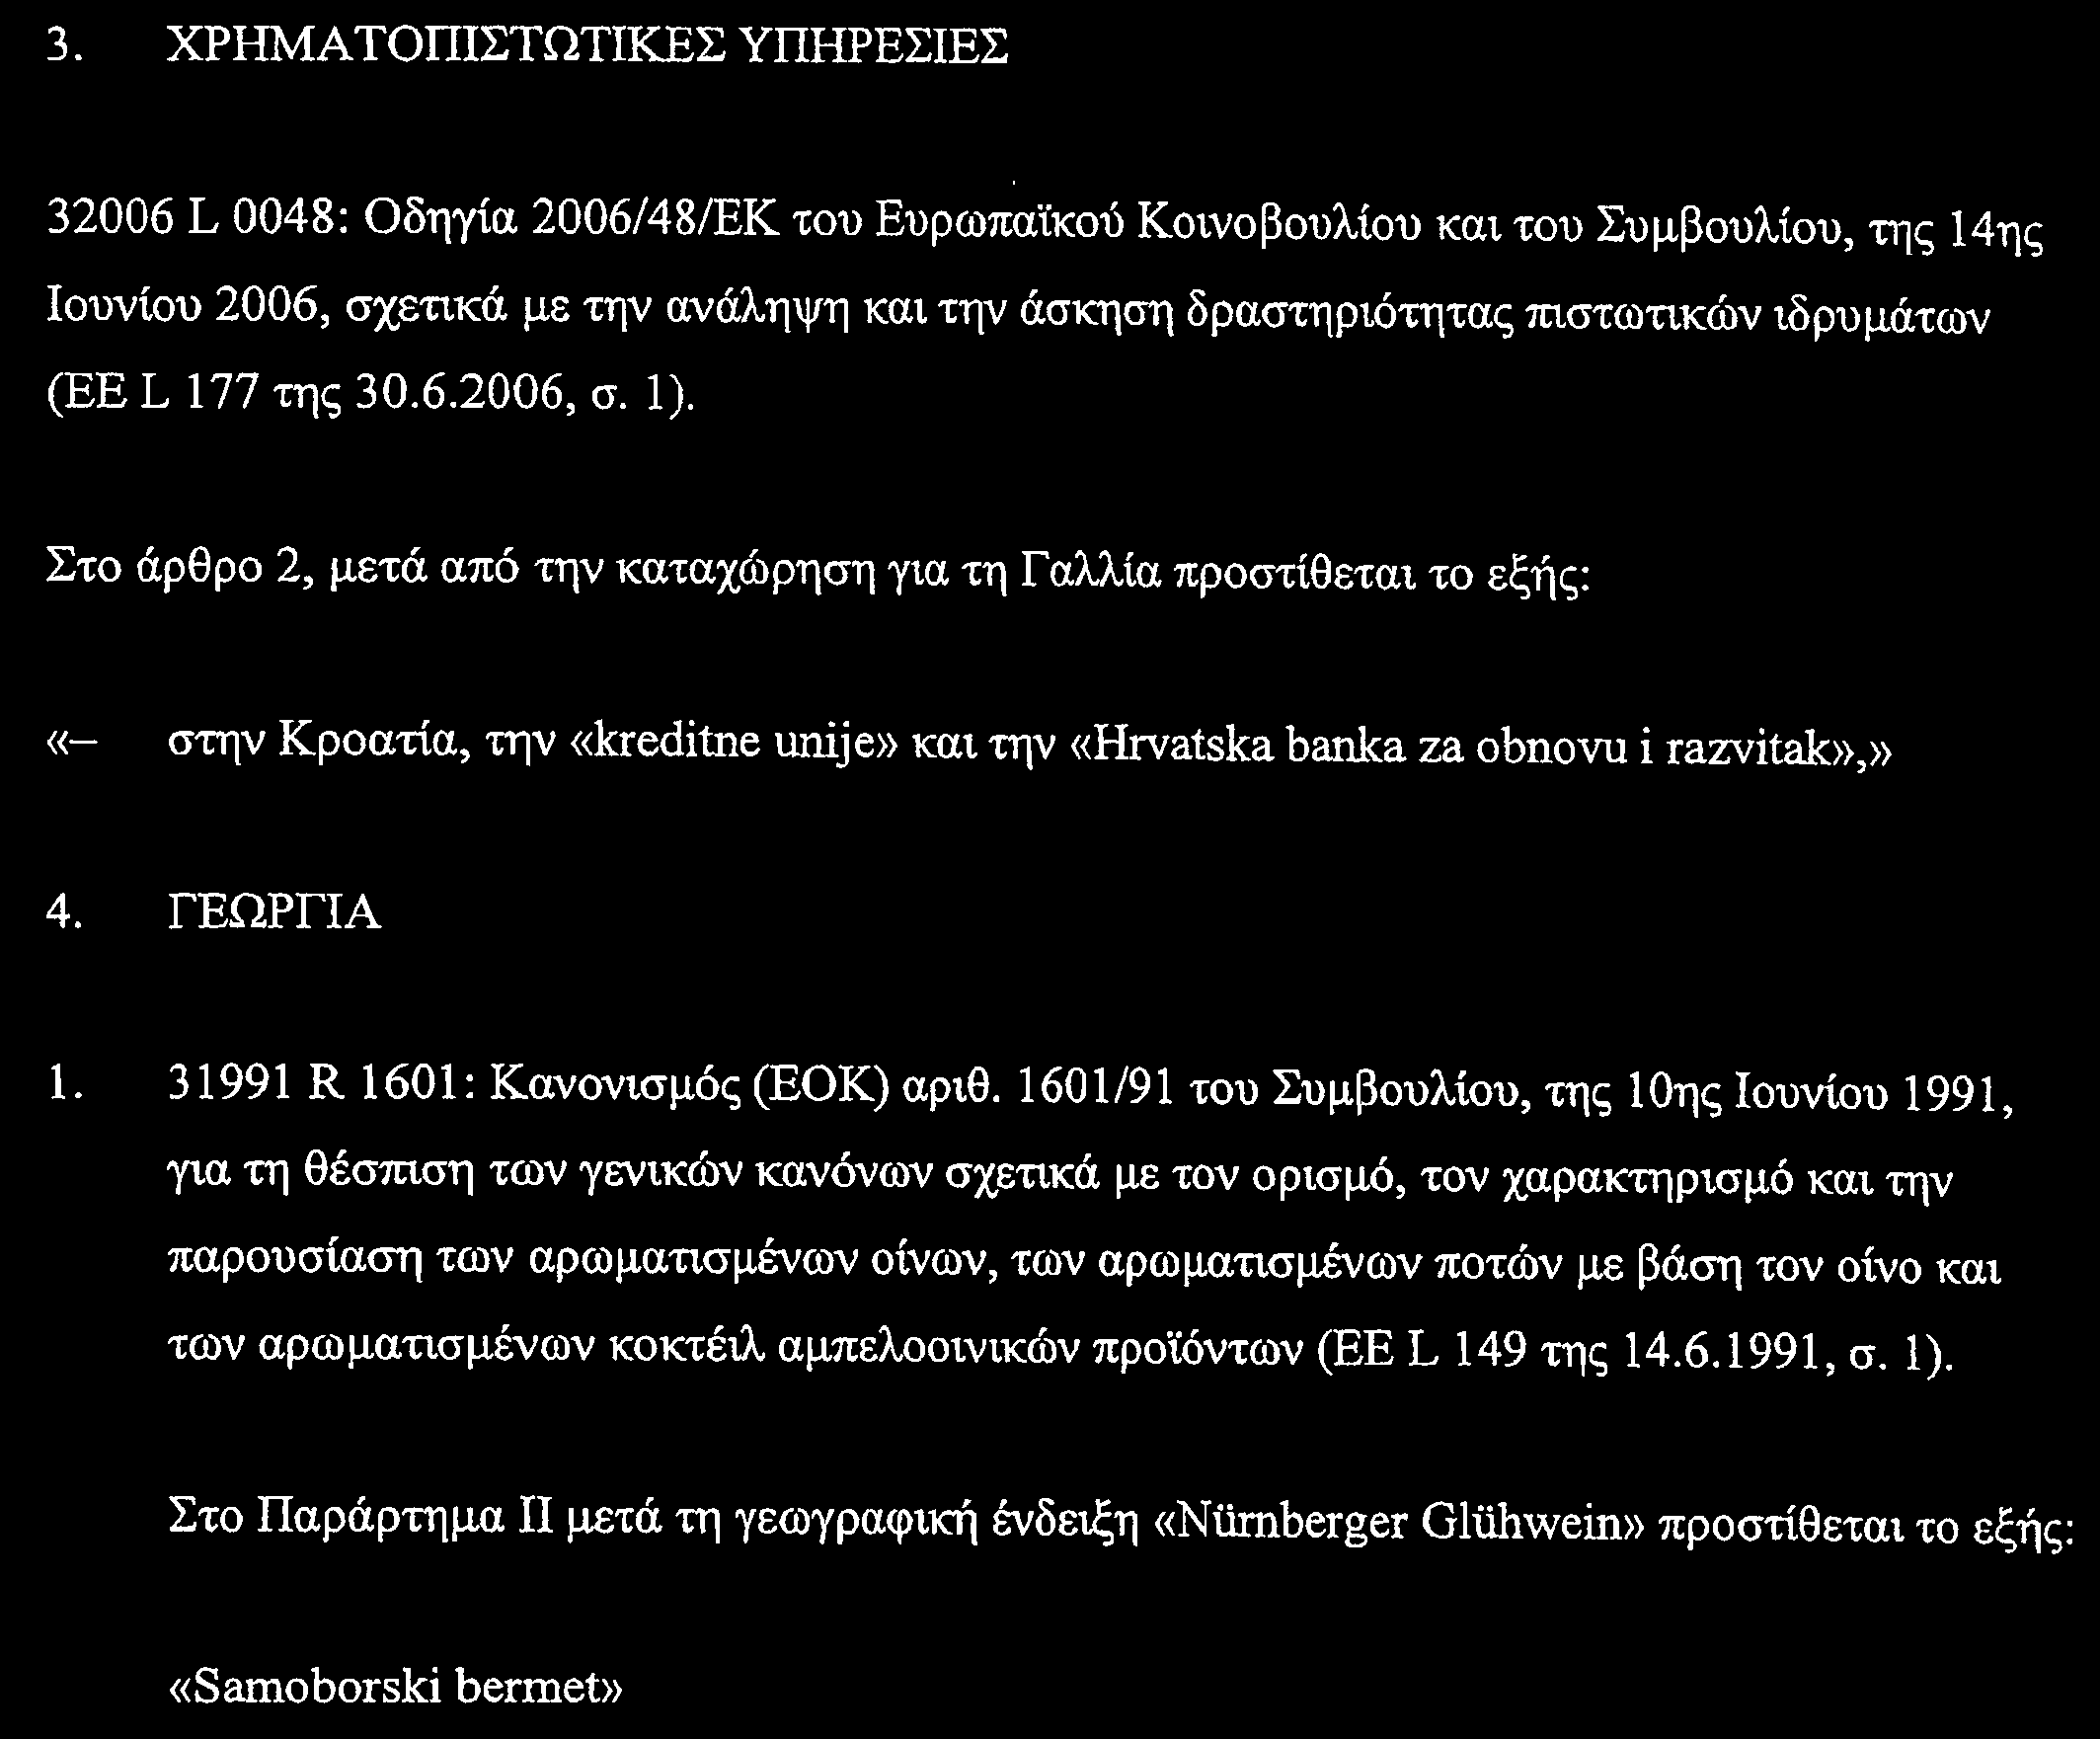 3. ΧΡΗΜΑΤΟΠΙΣΤΩΤΙΚΕΣ ΥΠΗΡΕΣΙΕΣ
32006 L 0048: Οδηγία 2006/48/ΕΚ του Ευρωπαϊκού Κοινοβουλίου και του Συμβουλίου, της 14ης
Ιουνίου 2006, σχετικά με την ανάληψη και την άσκηση δραστηριότητας πιστωτικών ιδρυμάτων
(ΕΕ L 177 της 30.6.2006, σ. 1).
Στο άρθρο 2, μετά από την καταχώρηση για τη Γαλλία προστίθεται το εξής:
«– στην Κροατία, την «kreditne unije» και την «Hrvatska banka za obnovu i razvitak»,»
4. ΓΕΩΡΓΙΑ
1. 31991 R 1601: Κανονισμός (ΕΟΚ) αριθ. 1601/91 του Συμβουλίου, της 10ης Ιουνίου 1991,
για τη θέσπιση των γενικών κανόνων σχετικά με τον ορισμό, τον χαρακτηρισμό και την
παρουσίαση των αρωματισμένων οίνων, των αρωματισμένων ποτών με βάση τον οίνο και
των αρωματισμένων κοκτέιλ αμπελοοινικών προϊόντων (ΕΕ L 149 της 14.6.1991, σ. 1).
Στο Παράρτημα ΙΙ μετά τη γεωγραφική ένδειξη «Nürnberger Glühwein» προστίθεται το εξής:
«Samoborski bermet»